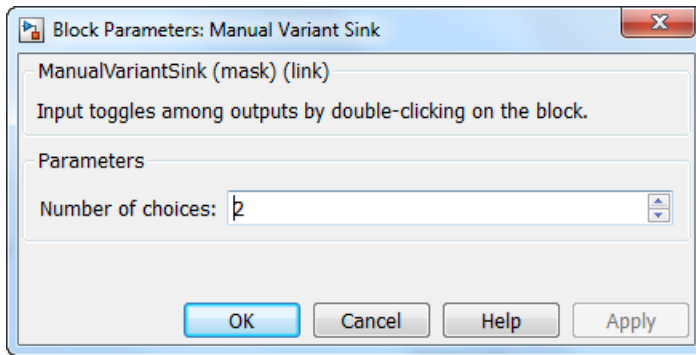 Block Parameters: Manual Variant Sink
ManualVariantSink (mask) (link)
Input toggles among outputs by double-clicking on the block.
Parameters
Number of choices: 2
OK Cancel Help Apply